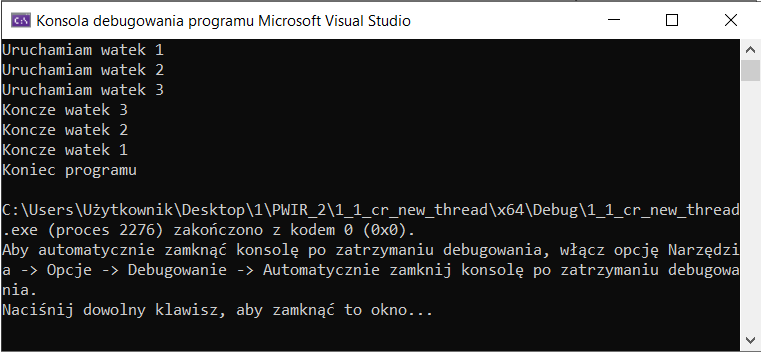 Konsola debugowania programu Microsoft Visual Studio
Uruchamiam watek 1
Uruchamiam watek 2
Uruchamiam watek 3
Koncze watek 3
Koncze watek 2
Koncze watek 1
Koniec programu
C:\Users\Użytkownik\Desktop\1\PWIR_2\1_1_cr_new_thread\x64\Debug\1_1_cr_new_thread
.exe (proces 2276) zakończono z kodem 0 (0x0).
Aby automatycznie zamknąć konsolę po zatrzymaniu debugowania, włącz opcję Narzędzi
a -> Opcje -> Debugowanie -> Automatycznie zamknij konsolę po zatrzymaniu debugowa
nia.
Naciśnij dowolny klawisz, aby zamknąć to okno...